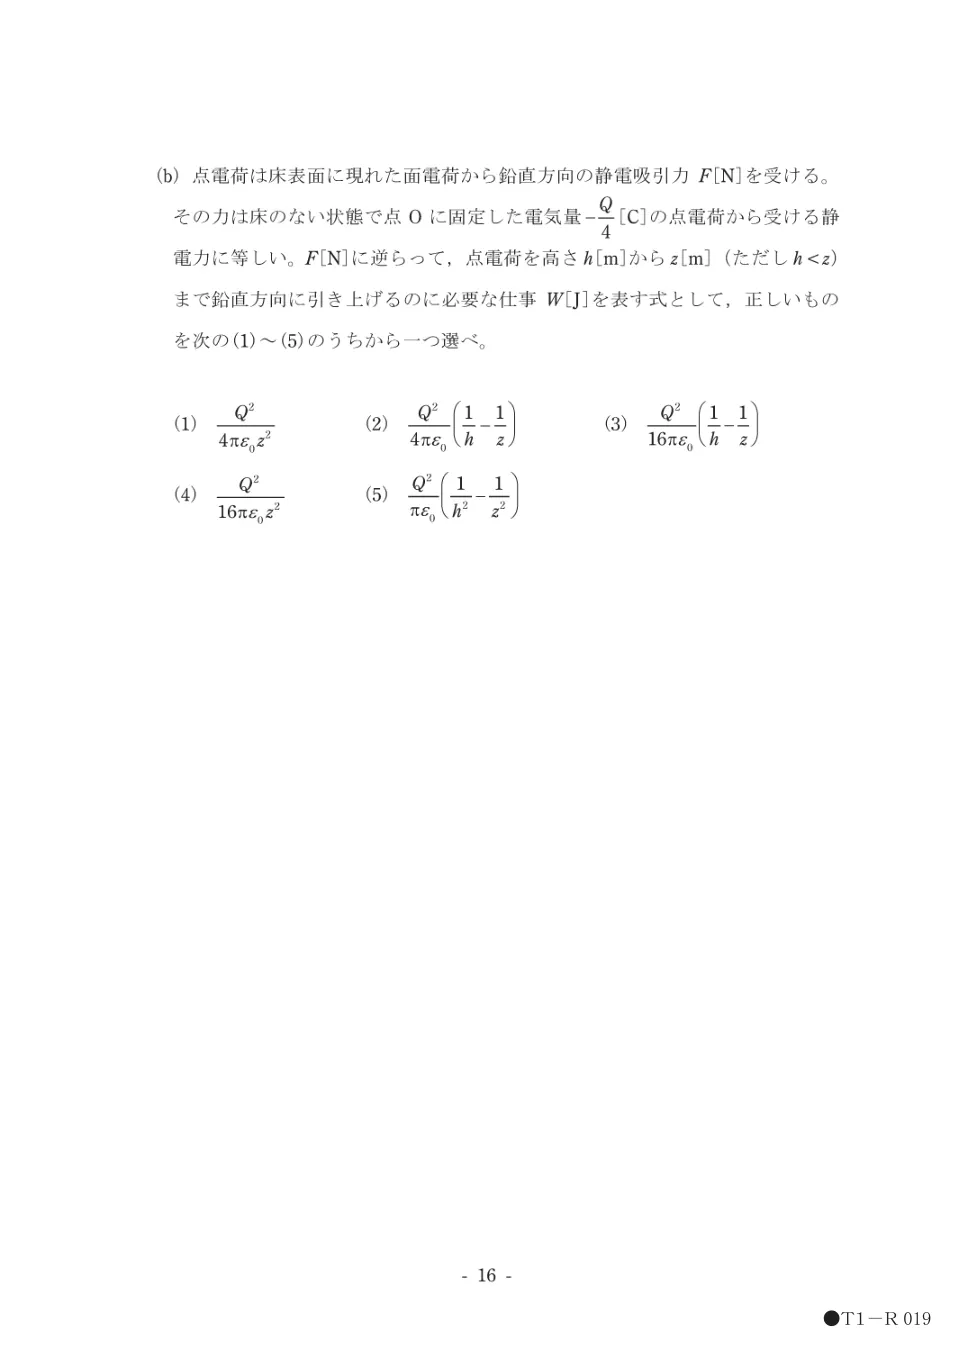 (b) 点電荷は床表面に現れた面電荷から鉛直方向の静電吸引力 F[N]を受ける。
その力は床のない状態で点 O に固定した電気量−Q/4[C]の点電荷から受ける静
電力に等しい。F[N]に逆らって，点電荷を高さ h[m]から z[m]（ただし h<z）
まで鉛直方向に引き上げるのに必要な仕事 W[J]を表す式として，正しいもの
を次の(1)～(5)のうちから一つ選べ。
(1) Q²/4πε₀z² (2) Q²/4πε₀(1/h−1/z) (3) Q²/16πε₀(1/h−1/z)
(4) Q²/16πε₀z² (5) Q²/πε₀(1/h²−1/z²)
- 16 -
●T1－R 019